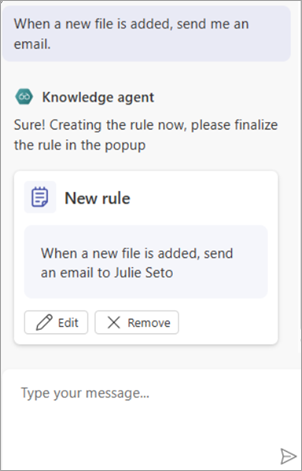 When a new file is added, send me an
email.
Knowledge agent
Sure! Creating the rule now, please finalize
the rule in the popup
New rule
When a new file is added, send
an email to Julie Seto
Edit
Remove
Type your message...